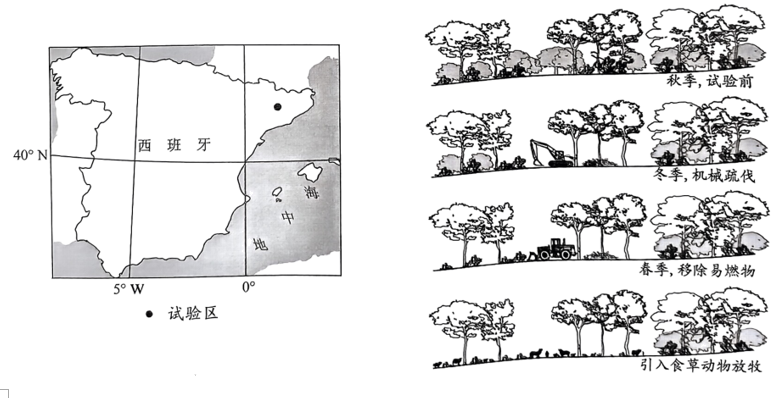 40° N
西班牙
地中海
5° W
0°
● 试验区
秋季，试验前
冬季，机械疏伐
春季，移除易燃物
引入食草动物放牧